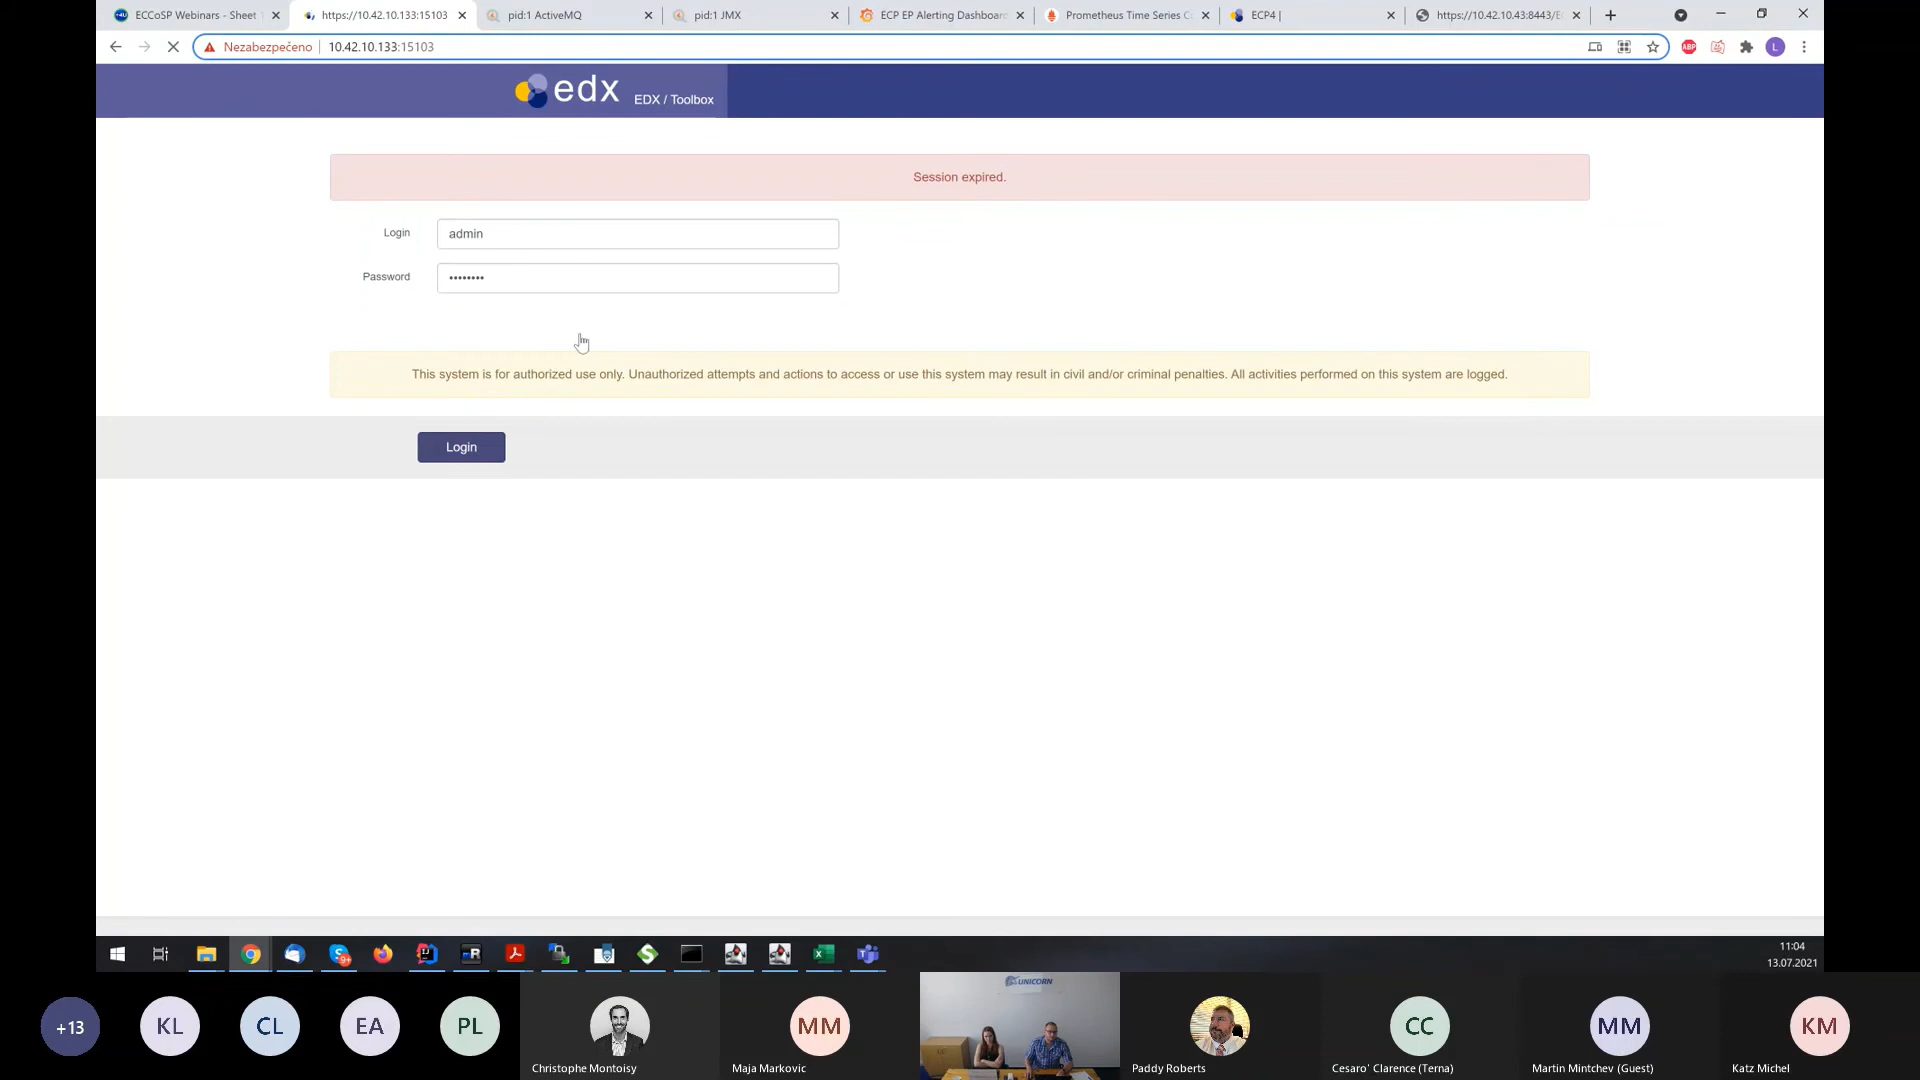 ECCoSP Webinars - Sheet
https://10.42.10.133:15103
pid:1 ActiveMQ
pid:1 JMX
ECP EP Alerting Dashboard
Prometheus Time Series C
ECP4 |
https://10.42.10.43:8443/E
Nezabezpečeno
10.42.10.133:15103
ABP
L
edx
EDX / Toolbox
Session expired.
Login
admin
Password
••••••••
This system is for authorized use only. Unauthorized attempts and actions to access or use this system may result in civil and/or criminal penalties. All activities performed on this system are logged.
Login
11:04
13.07.2021
+13
KL
CL
EA
PL
Christophe Montoisy
MM
Maja Markovic
UNICORN
Paddy Roberts
CC
Cesaro' Clarence (Terna)
MM
Martin Mintchev (Guest)
KM
Katz Michel